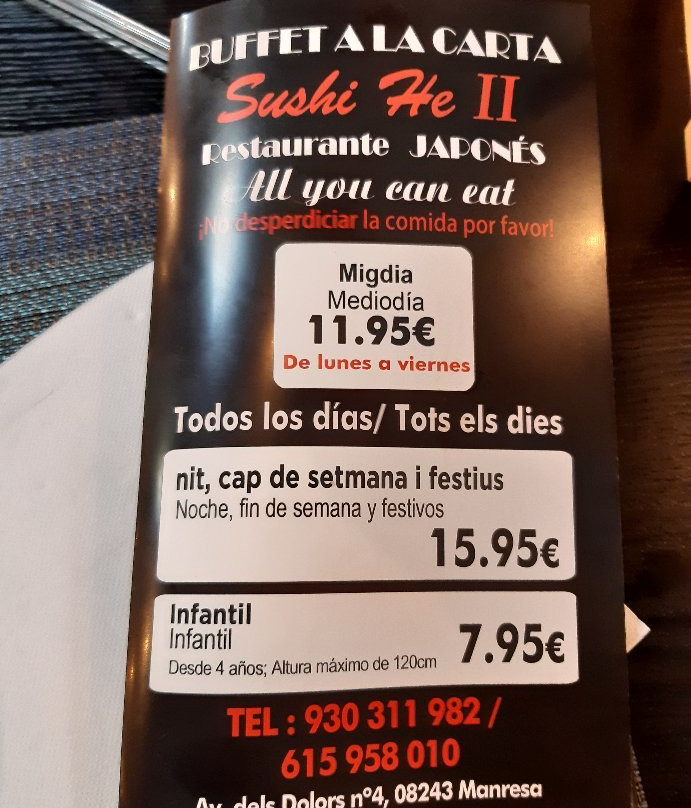 BUFFET A LA CARTA
Sushi He II
Restaurante JAPONÉS
All you can eat
¡No desperdiciar la comida por favor!
Migdia
Mediodía
11.95€
De lunes a viernes
Todos los días/ Tots els dies
nit, cap de setmana i festius
Noche, fin de semana y festivos
15.95€
Infantil
Infantil
Desde 4 años; Altura máximo de 120cm
7.95€
TEL : 930 311 982 /
615 958 010
Av. dels Dolors nº4, 08243 Manresa